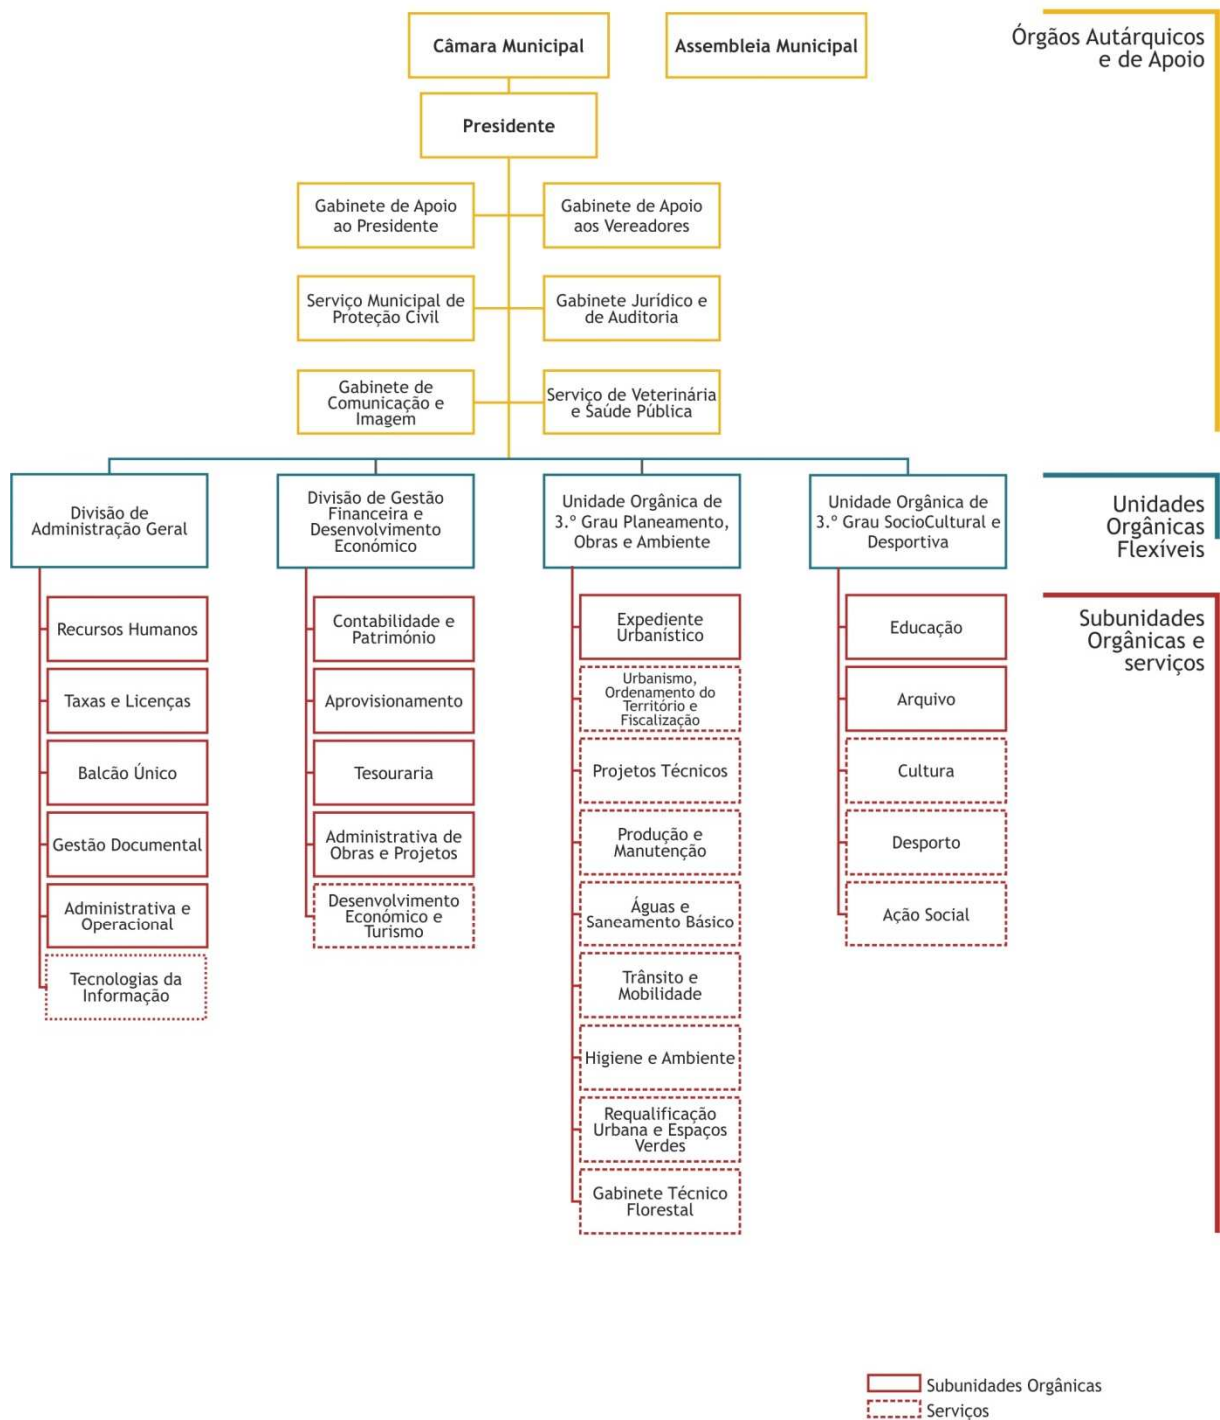 Câmara Municipal
Assembleia Municipal
Órgãos Autárquicos
e de Apoio
Presidente
Gabinete de Apoio
ao Presidente
Gabinete de Apoio
aos Vereadores
Serviço Municipal de
Proteção Civil
Gabinete Jurídico e
de Auditoria
Gabinete de
Comunicação e
Imagem
Serviço de Veterinária
e Saúde Pública
Divisão de
Administração Geral
Divisão de Gestão
Financeira e
Desenvolvimento
Económico
Unidade Orgânica de
3.º Grau Planeamento,
Obras e Ambiente
Unidade Orgânica de
3.º Grau SocioCultural e
Desportiva
Unidades
Orgânicas
Flexíveis
Recursos Humanos
Taxas e Licenças
Balcão Único
Gestão Documental
Administrativa e
Operacional
Tecnologias da
Informação
Contabilidade e
Património
Aprovisionamento
Tesouraria
Administrativa de
Obras e Projetos
Desenvolvimento
Económico e
Turismo
Expediente
Urbanístico
Urbanismo,
Ordenamento do
Território e
Fiscalização
Projetos Técnicos
Produção e
Manutenção
Águas e
Saneamento Básico
Trânsito e
Mobilidade
Higiene e Ambiente
Requalificação
Urbana e Espaços
Verdes
Gabinete Técnico
Florestal
Educação
Arquivo
Cultura
Desporto
Ação Social
Subunidades
Orgânicas e
serviços
Subunidades Orgânicas
Serviços